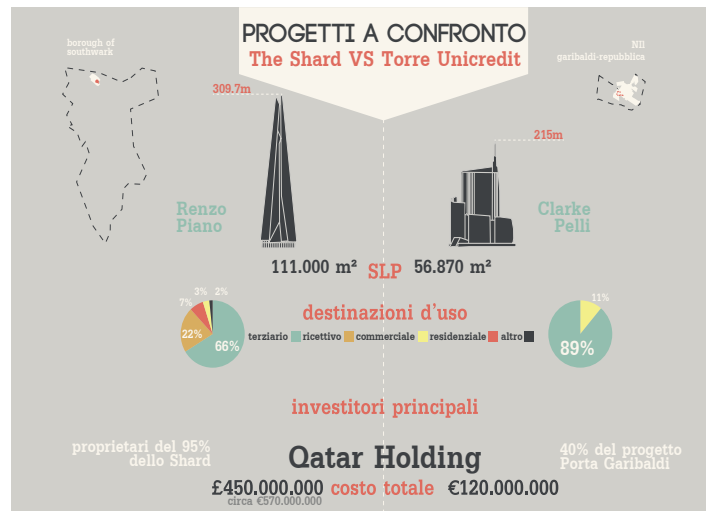 PROGETTI A CONFRONTO
The Shard VS Torre Unicredit
borough of
southwark
Nil
garibaldi-repubblica
309.7m
215m
Renzo
Piano
Clarke
Pelli
111.000 m² SLP 56.870 m²
destinazioni d'uso
terziario ricettivo commerciale residenziale altro
7% 3% 2%
22%
66%
11%
89%
investitori principali
proprietari del 95%
dello Shard
Qatar Holding
40% del progetto
Porta Garibaldi
£450.000.000 costo totale €120.000.000
circa €570.000.000